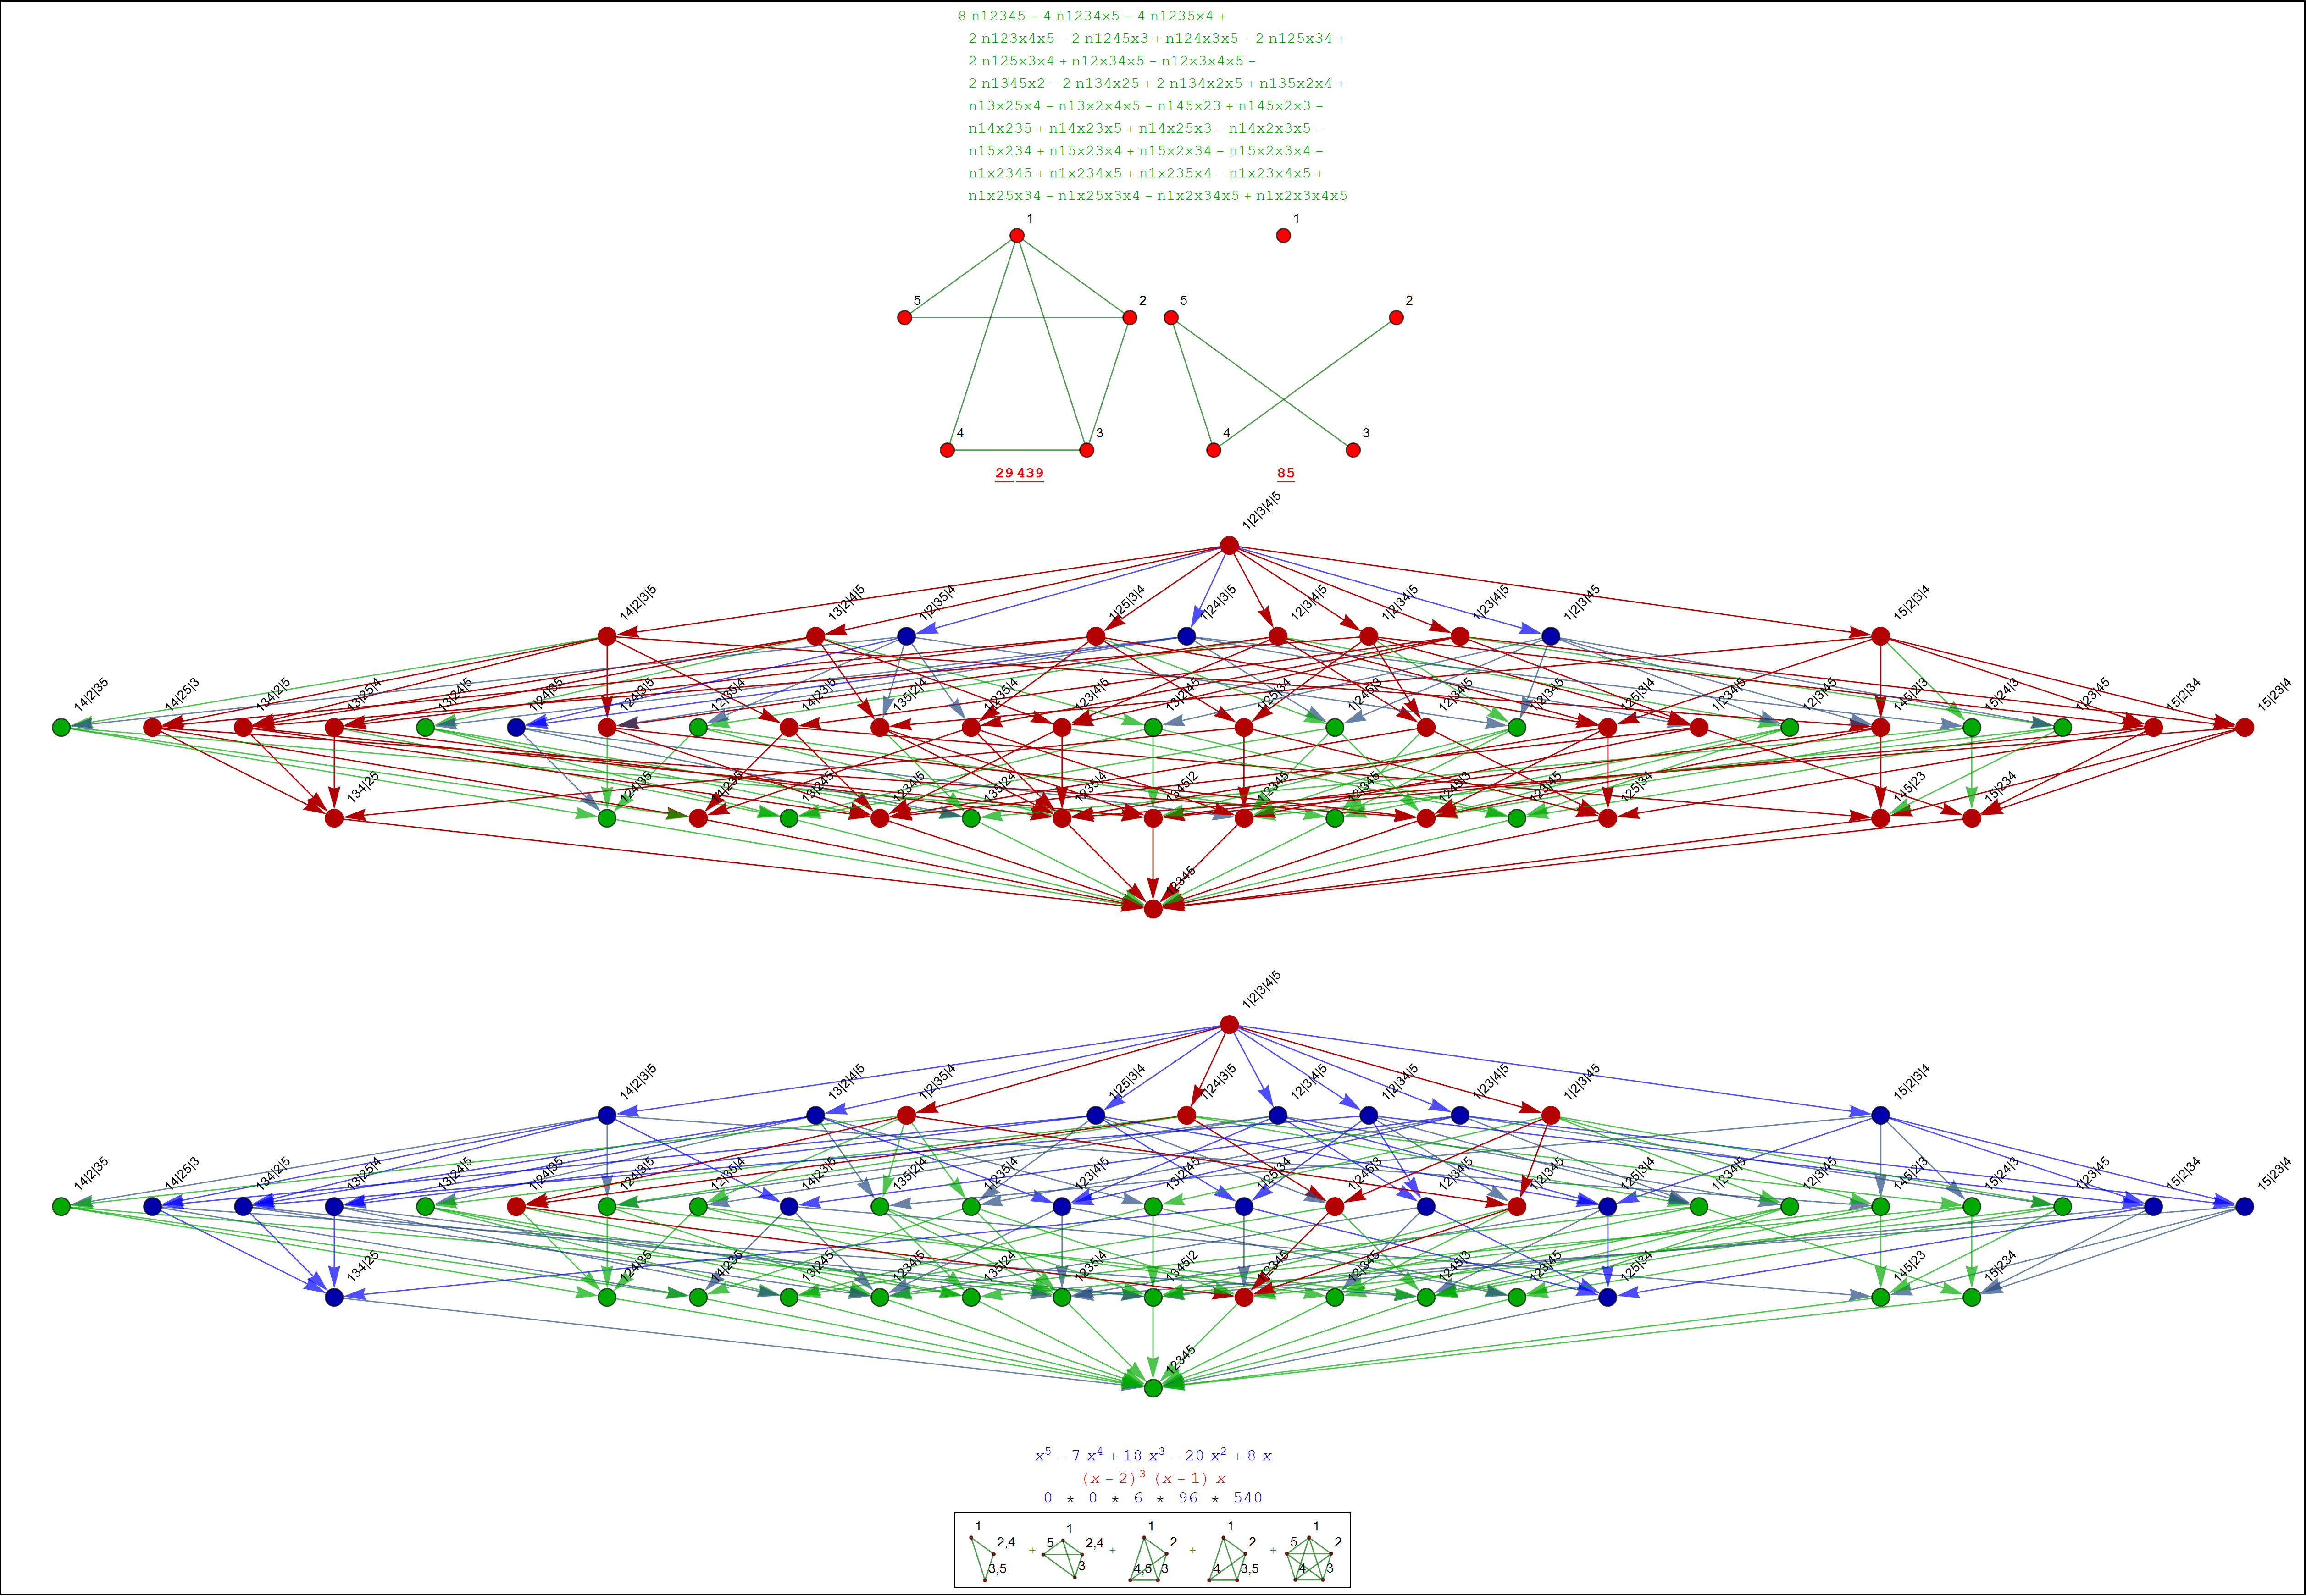 8 n12345 − 4 n1234x5 − 4 n1235x4 +
2 n123x4x5 − 2 n1245x3 + n124x3x5 − 2 n125x34 +
2 n125x3x4 + n12x34x5 − n12x3x4x5 −
2 n1345x2 − 2 n134x25 + 2 n134x2x5 + n135x2x4 +
n13x25x4 − n13x2x4x5 − n145x23 + n145x2x3 −
n14x235 + n14x23x5 + n14x25x3 − n14x2x3x5 −
n15x234 + n15x23x4 + n15x2x34 − n15x2x3x4 −
n1x2345 + n1x234x5 + n1x235x4 − n1x23x4x5 +
n1x25x34 − n1x25x3x4 − n1x2x34x5 + n1x2x3x4x5
1 1
5 2 5 2
4 3 4 3
29 439 85
1|2|3|4|5
14|2|3|5 13|2|4|5 1|2|35|4 1|25|3|4 1|24|3|5 12|3|4|5 1|2|34|5 1|23|4|5 1|2|3|45 15|2|3|4
14|2|35 14|25|3 134|2|5 13|25|4 13|24|5 1|24|35 124|3|5 12|35|4 14|23|5 135|2|4 1|235|4 123|4|5 13|2|45 1|25|34 1|245|3 12|34|5 1|2|345 125|3|4 1|234|5 12|3|45 145|2|3 15|24|3 1|23|45 15|2|34 15|23|4
134|25 124|35 14|235 13|245 1234|5 135|24 1235|4 1345|2 1|2345 12|345 1245|3 123|45 125|34 145|23 15|234
12345
1|2|3|4|5
14|2|3|5 13|2|4|5 1|2|35|4 1|25|3|4 1|24|3|5 12|3|4|5 1|2|34|5 1|23|4|5 1|2|3|45 15|2|3|4
14|2|35 14|25|3 134|2|5 13|25|4 13|24|5 1|24|35 124|3|5 12|35|4 14|23|5 135|2|4 1|235|4 123|4|5 13|2|45 1|25|34 1|245|3 12|34|5 1|2|345 125|3|4 1|234|5 12|3|45 145|2|3 15|24|3 1|23|45 15|2|34 15|23|4
134|25 124|35 14|235 13|245 1234|5 135|24 1235|4 1345|2 1|2345 12|345 1245|3 123|45 125|34 145|23 15|234
12345
x⁵ − 7 x⁴ + 18 x³ − 20 x² + 8 x
(x − 2)³ (x − 1) x
0 * 0 * 6 * 96 * 540
1 2,4 3,5 + 1 5 2,4 3 + 1 2 4,5 3 + 1 2 4 3,5 + 1 5 2 4 3